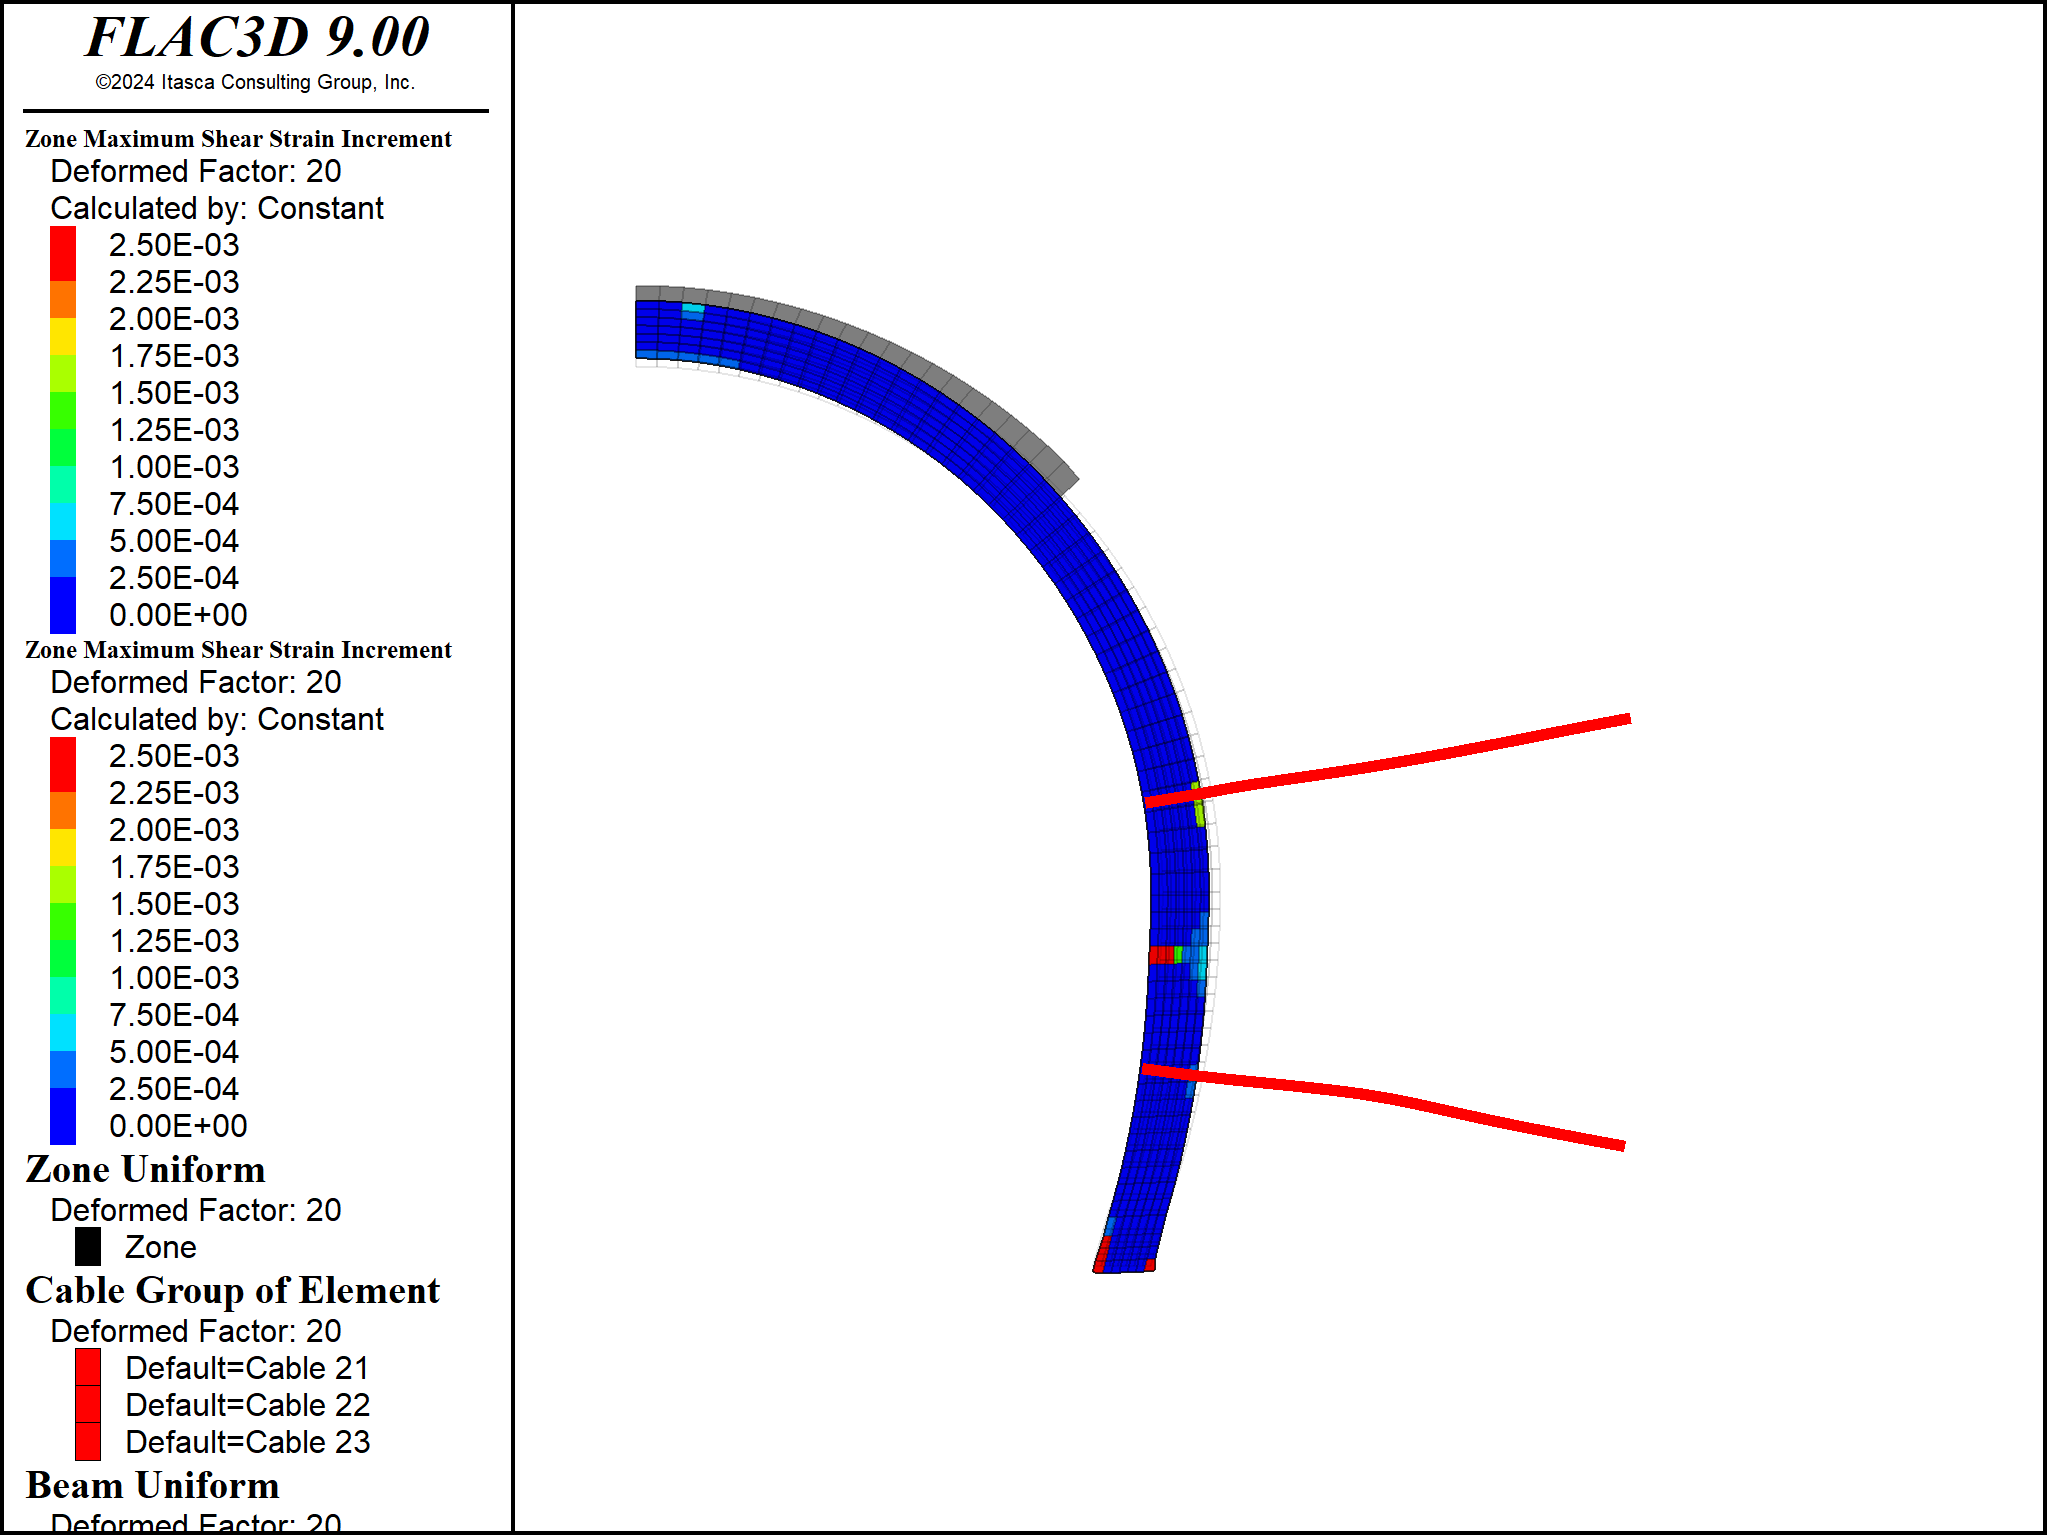 FLAC3D 9.00
©2024 Itasca Consulting Group, Inc.
Zone Maximum Shear Strain Increment
Deformed Factor: 20
Calculated by: Constant
2.50E-03
2.25E-03
2.00E-03
1.75E-03
1.50E-03
1.25E-03
1.00E-03
7.50E-04
5.00E-04
2.50E-04
0.00E+00
Zone Maximum Shear Strain Increment
Deformed Factor: 20
Calculated by: Constant
2.50E-03
2.25E-03
2.00E-03
1.75E-03
1.50E-03
1.25E-03
1.00E-03
7.50E-04
5.00E-04
2.50E-04
0.00E+00
Zone Uniform
Deformed Factor: 20
Zone
Cable Group of Element
Deformed Factor: 20
Default=Cable 21
Default=Cable 22
Default=Cable 23
Beam Uniform
Deformed Factor: 20